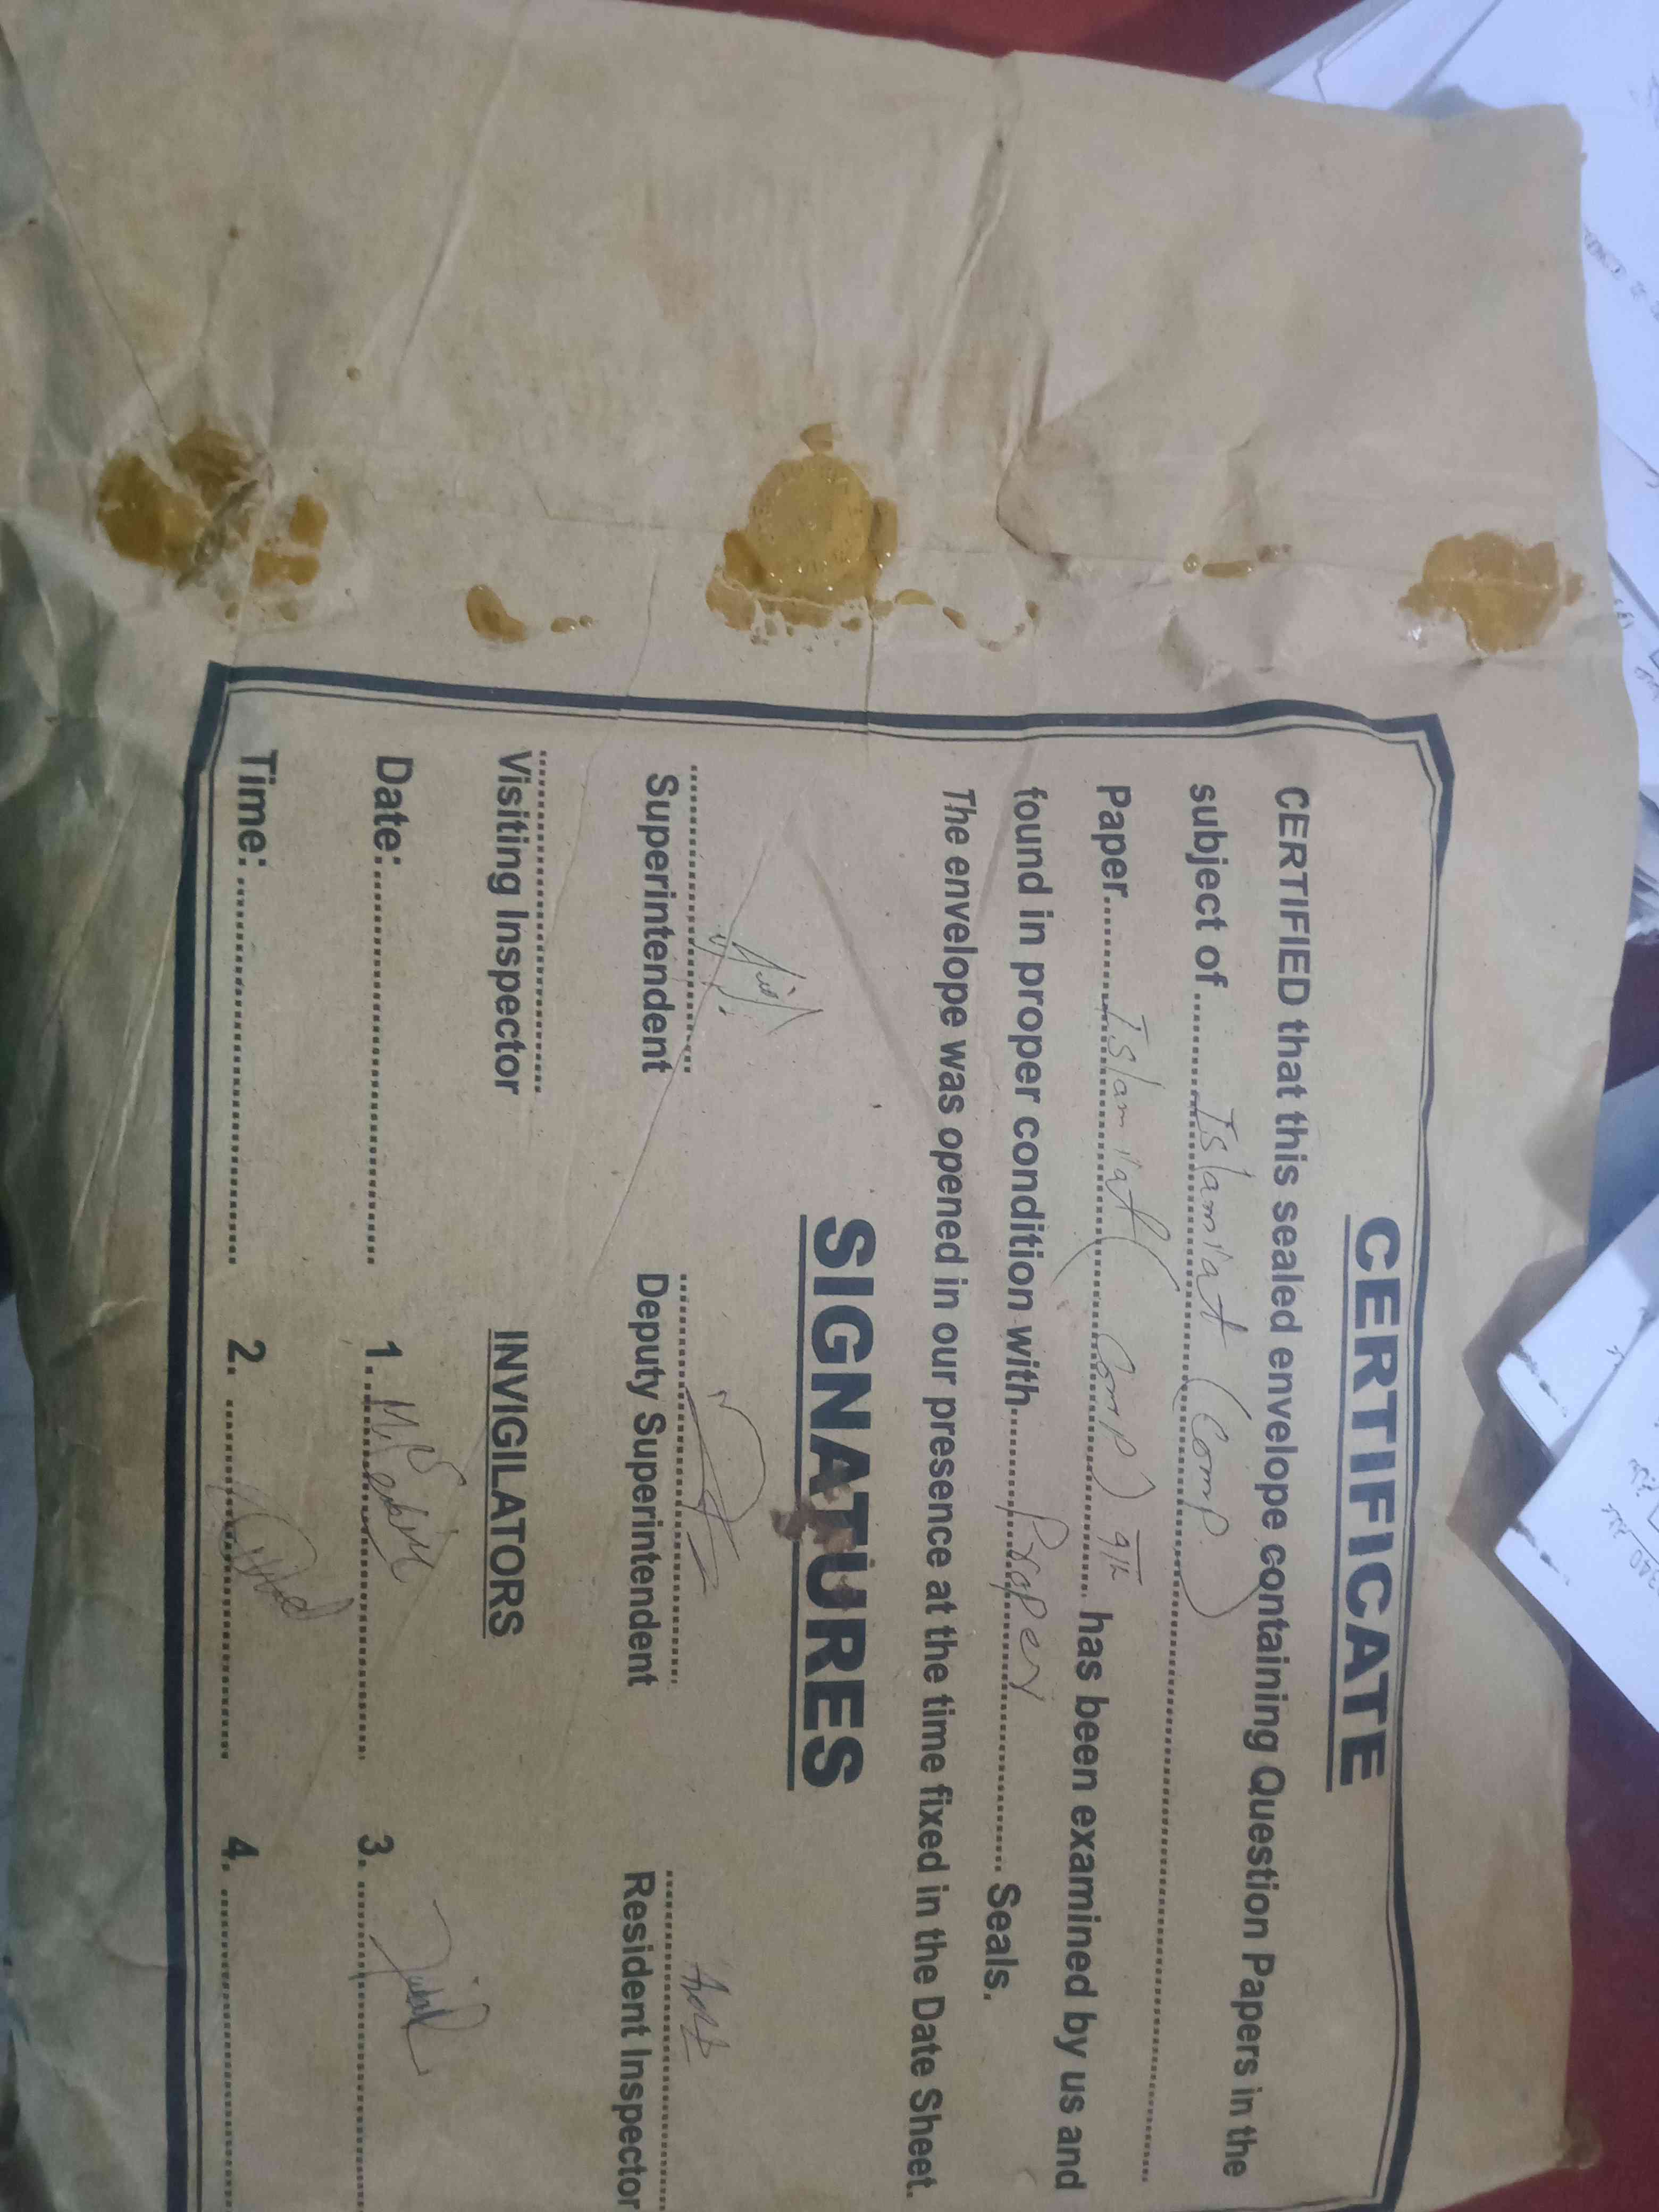 CERTIFICATE
CERTIFIED that this sealed envelope containing Question Papers in the
subject of Islamiat (Comp)
Paper Islamiat (Comp) 9th has been examined by us and
found in proper condition with Proper Seals.
The envelope was opened in our presence at the time fixed in the Date Sheet.
SIGNATURES
Superintendent Deputy Superintendent Resident Inspector
Visiting Inspector INVIGILATORS
Date: 1. 3.
Time: 2. 4.